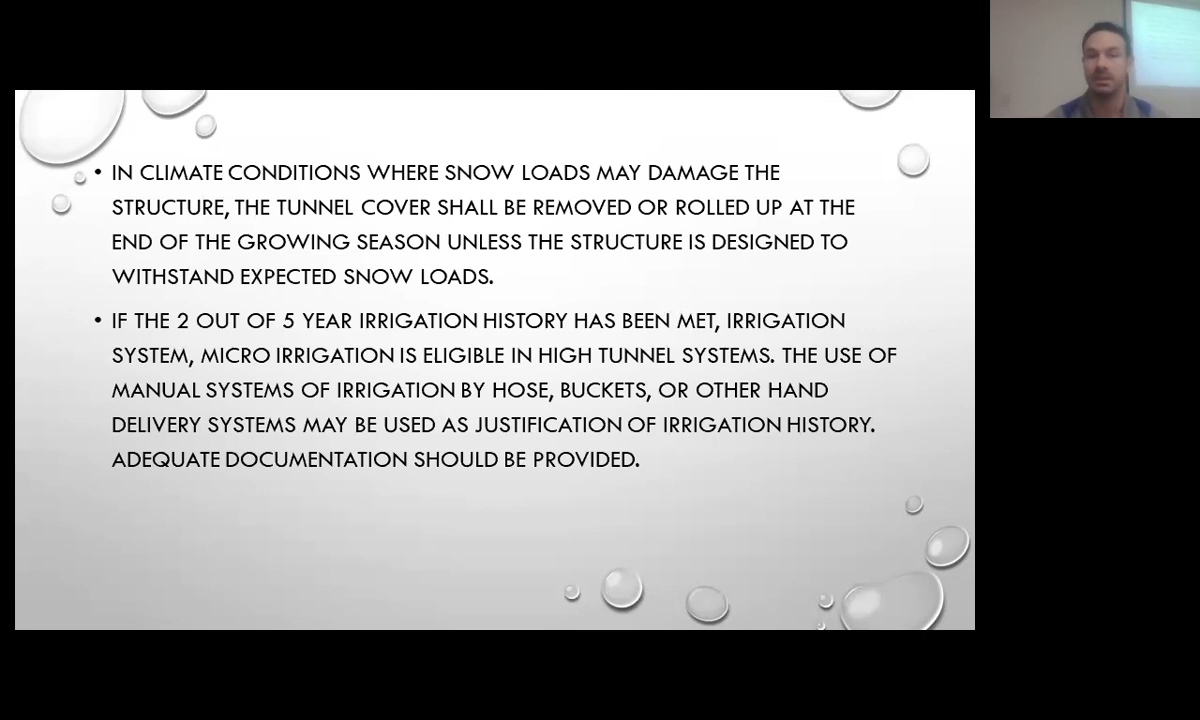 • IN CLIMATE CONDITIONS WHERE SNOW LOADS MAY DAMAGE THE
STRUCTURE, THE TUNNEL COVER SHALL BE REMOVED OR ROLLED UP AT THE
END OF THE GROWING SEASON UNLESS THE STRUCTURE IS DESIGNED TO
WITHSTAND EXPECTED SNOW LOADS.
• IF THE 2 OUT OF 5 YEAR IRRIGATION HISTORY HAS BEEN MET, IRRIGATION
SYSTEM, MICRO IRRIGATION IS ELIGIBLE IN HIGH TUNNEL SYSTEMS. THE USE OF
MANUAL SYSTEMS OF IRRIGATION BY HOSE, BUCKETS, OR OTHER HAND
DELIVERY SYSTEMS MAY BE USED AS JUSTIFICATION OF IRRIGATION HISTORY.
ADEQUATE DOCUMENTATION SHOULD BE PROVIDED.